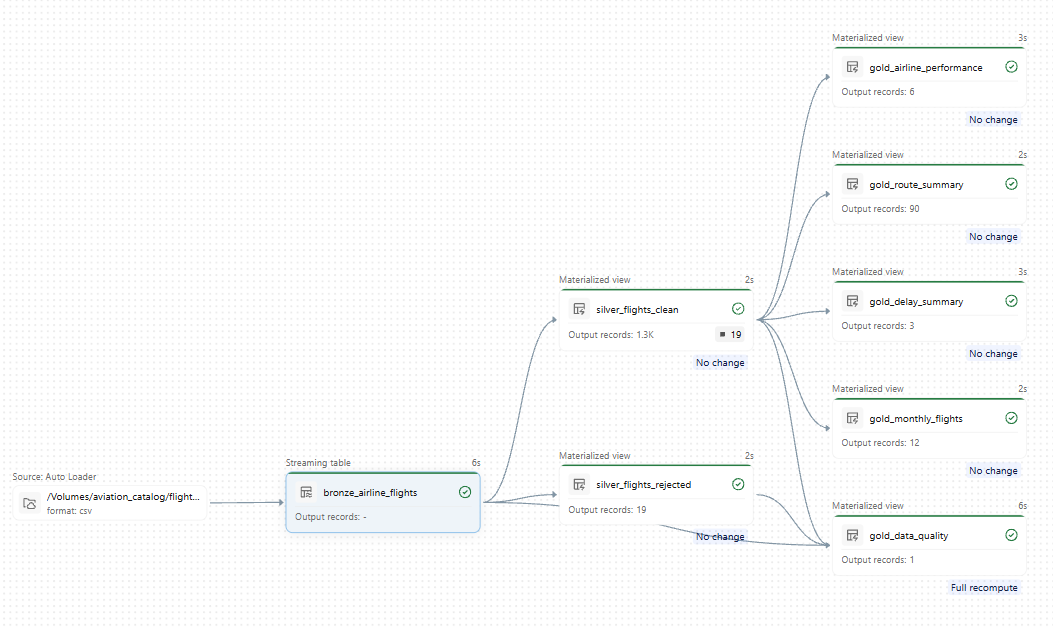 Source: Auto Loader
/Volumes/aviation_catalog/flight...
format: csv
Streaming table 6s
bronze_airline_flights
Output records: -
Materialized view 2s
silver_flights_clean
Output records: 1.3K 19
No change
Materialized view 2s
silver_flights_rejected
Output records: 19
No change
Materialized view 3s
gold_airline_performance
Output records: 6
No change
Materialized view 2s
gold_route_summary
Output records: 90
No change
Materialized view 3s
gold_delay_summary
Output records: 3
No change
Materialized view 2s
gold_monthly_flights
Output records: 12
No change
Materialized view 6s
gold_data_quality
Output records: 1
Full recompute